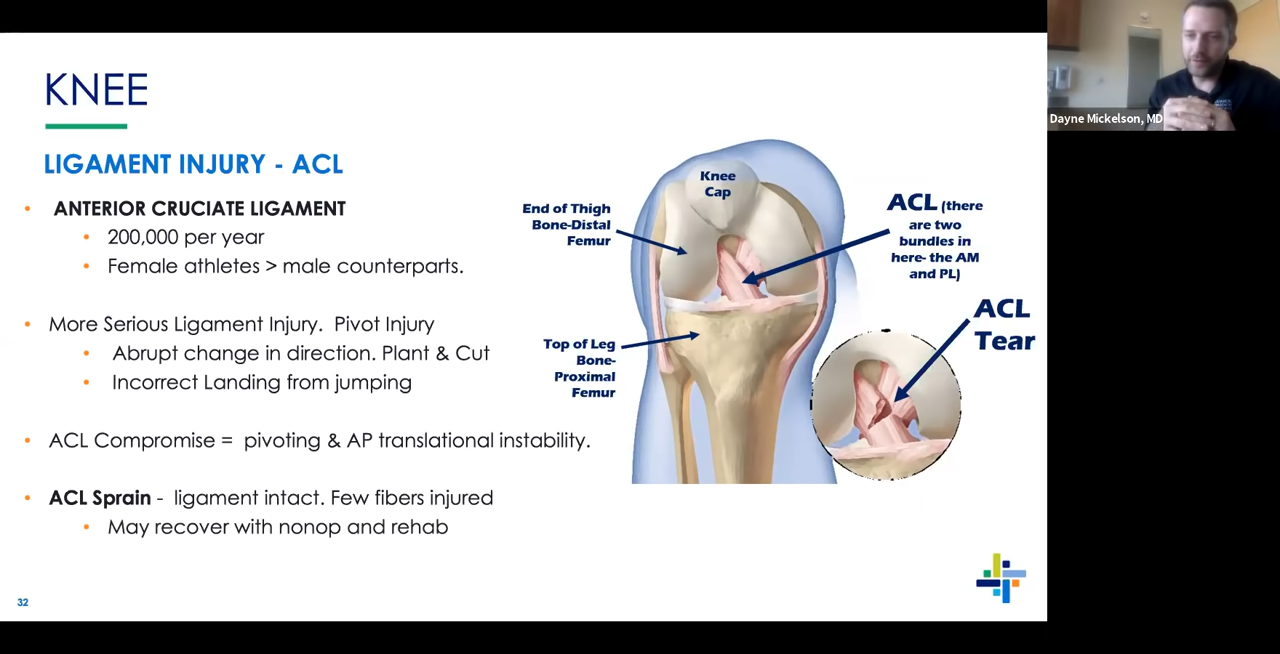 KNEE
LIGAMENT INJURY - ACL
• ANTERIOR CRUCIATE LIGAMENT
• 200,000 per year
• Female athletes > male counterparts.
• More Serious Ligament Injury. Pivot Injury
• Abrupt change in direction. Plant & Cut
• Incorrect Landing from jumping
• ACL Compromise = pivoting & AP translational instability.
• ACL Sprain - ligament intact. Few fibers injured
• May recover with nonop and rehab
Knee
Cap
End of Thigh
Bone-Distal
Femur
ACL (there
are two
bundles in
here- the AM
and PL)
Top of Leg
Bone-
Proximal
Femur
ACL
Tear
32
Dayne Mickelson, MD